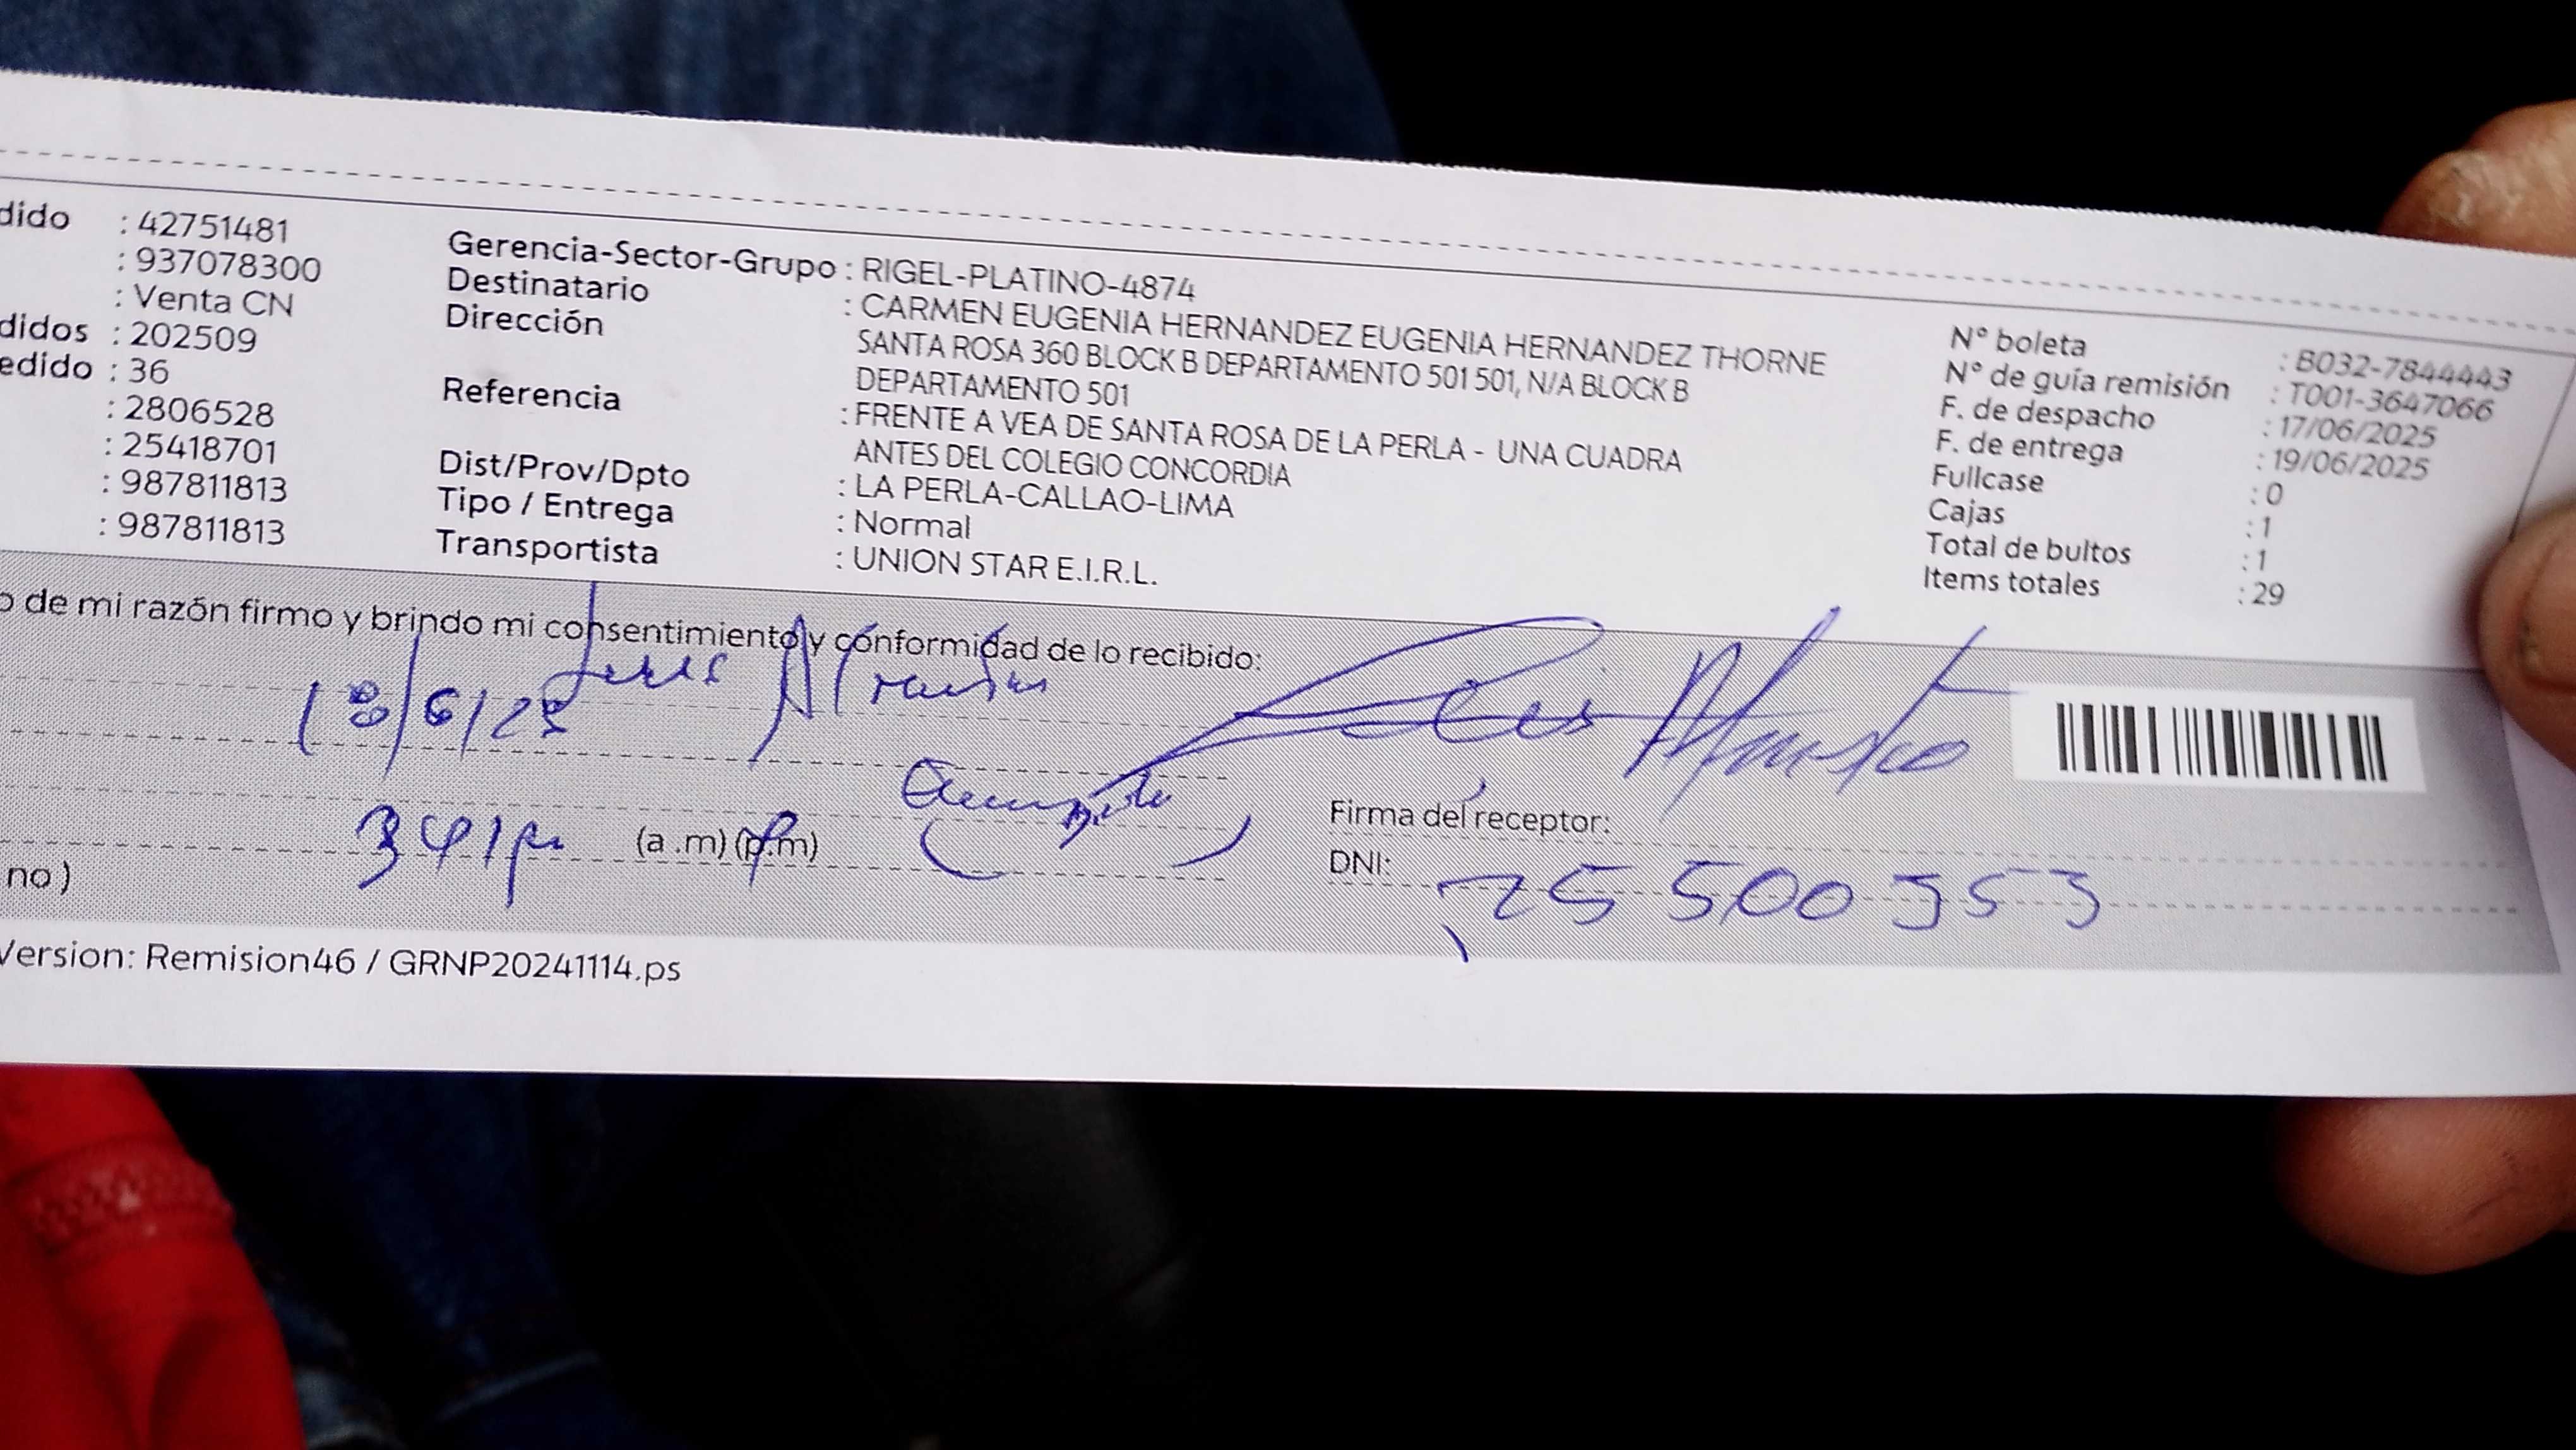 dido : 42751481
: 937078300
: Venta CN
didos : 202509
edido : 36
: 2806528
: 25418701
: 987811813
: 987811813
Gerencia-Sector-Grupo : RIGEL-PLATINO-4874
Destinatario : CARMEN EUGENIA HERNANDEZ EUGENIA HERNANDEZ THORNE
Dirección SANTA ROSA 360 BLOCK B DEPARTAMENTO 501 501, N/A BLOCK B
DEPARTAMENTO 501
Referencia : FRENTE A VEA DE SANTA ROSA DE LA PERLA - UNA CUADRA
ANTES DEL COLEGIO CONCORDIA
Dist/Prov/Dpto : LA PERLA-CALLAO-LIMA
Tipo / Entrega : Normal
Transportista : UNION STAR E.I.R.L.
N° boleta : B032-7844443
N° de guía remisión : T001-3647066
F. de despacho : 17/06/2025
F. de entrega : 19/06/2025
Fullcase : 0
Cajas : 1
Total de bultos : 1
Items totales : 29
o de mi razón firmo y brindo mi consentimiento y conformidad de lo recibido:
18/6/25
(a .m) (p.m)
Firma del receptor:
DNI:
no )
Version: Remision46 / GRNP20241114.ps